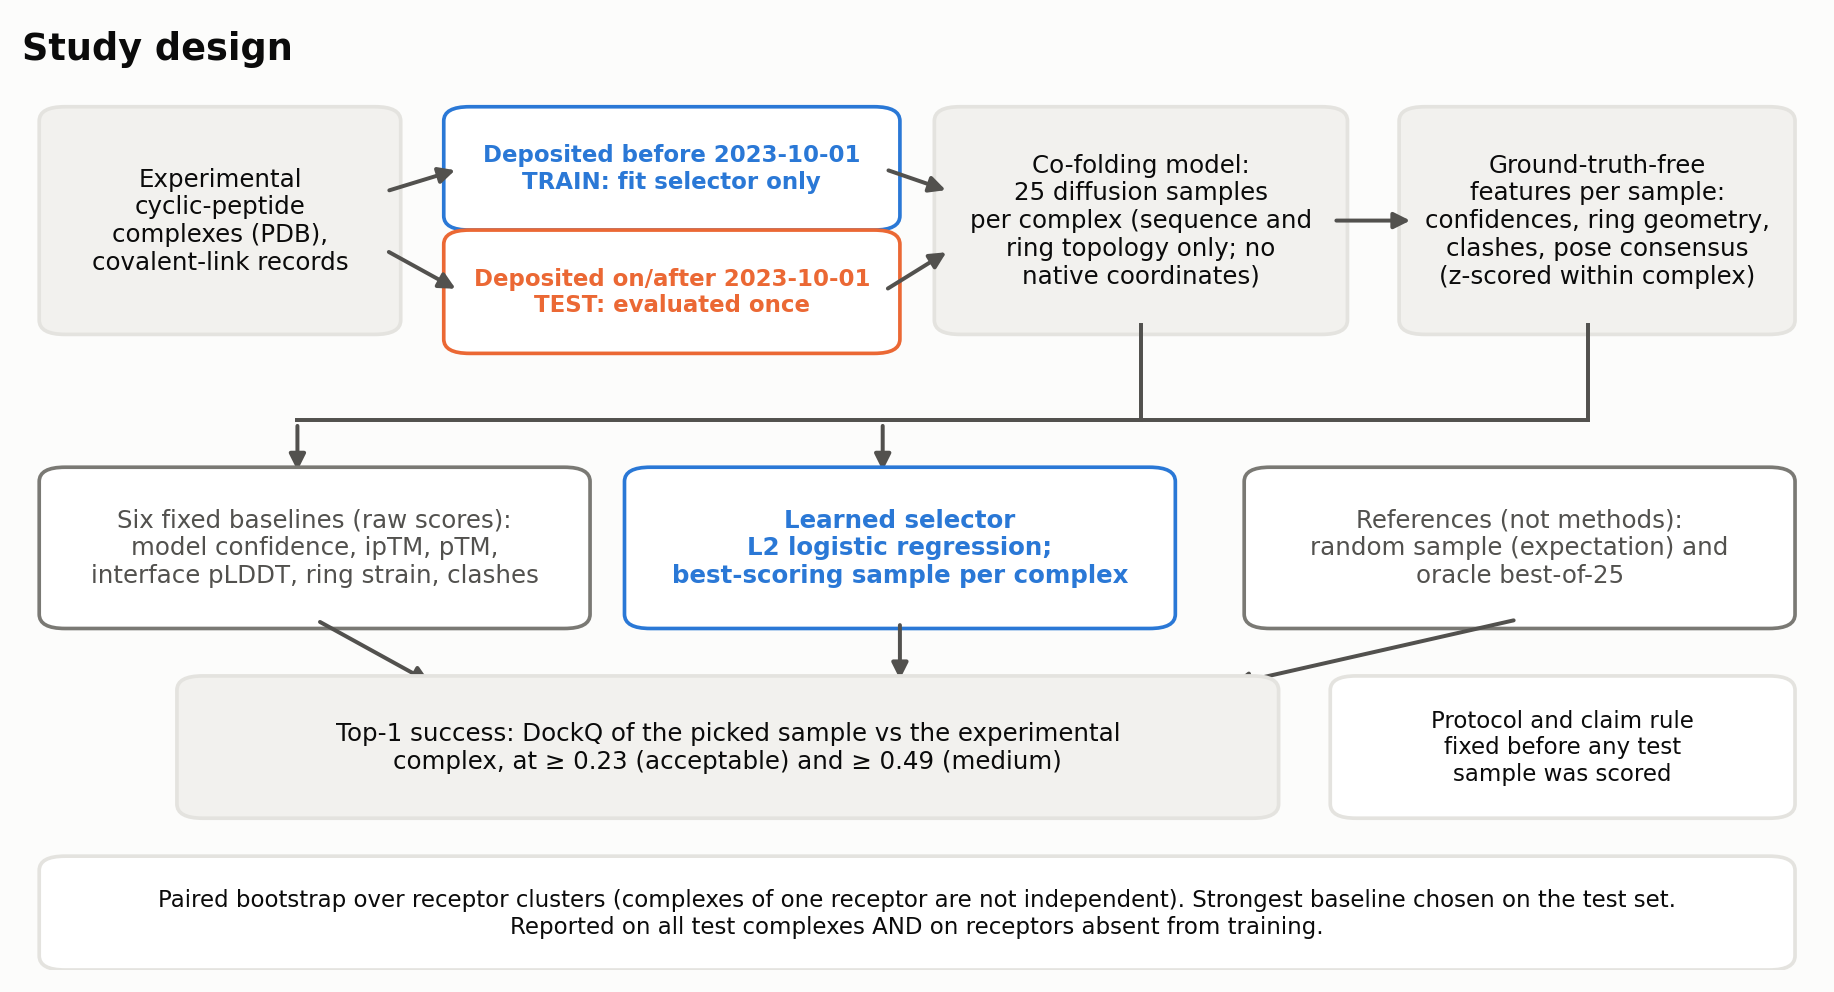 Study design
Experimental
cyclic-peptide
complexes (PDB),
covalent-link records
Deposited before 2023-10-01
TRAIN: fit selector only
Deposited on/after 2023-10-01
TEST: evaluated once
Co-folding model:
25 diffusion samples
per complex (sequence and
ring topology only; no
native coordinates)
Ground-truth-free
features per sample:
confidences, ring geometry,
clashes, pose consensus
(z-scored within complex)
Six fixed baselines (raw scores):
model confidence, ipTM, pTM,
interface pLDDT, ring strain, clashes
Learned selector
L2 logistic regression;
best-scoring sample per complex
References (not methods):
random sample (expectation) and
oracle best-of-25
Top-1 success: DockQ of the picked sample vs the experimental
complex, at ≥ 0.23 (acceptable) and ≥ 0.49 (medium)
Protocol and claim rule
fixed before any test
sample was scored
Paired bootstrap over receptor clusters (complexes of one receptor are not independent). Strongest baseline chosen on the test set.
Reported on all test complexes AND on receptors absent from training.